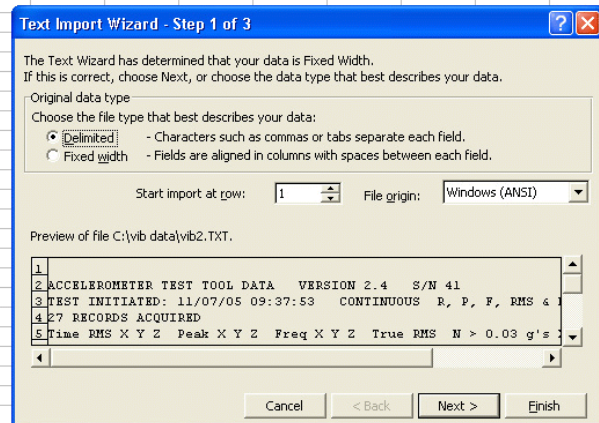 Text Import Wizard - Step 1 of 3
The Text Wizard has determined that your data is Fixed Width.
If this is correct, choose Next, or choose the data type that best describes your data.
Original data type
Choose the file type that best describes your data:
Delimited - Characters such as commas or tabs separate each field.
Fixed width - Fields are aligned in columns with spaces between each field.
Start import at row: 1 File origin: Windows (ANSI)
Preview of file C:\vib data\vib2.TXT.
1
2 ACCELEROMETER TEST TOOL DATA VERSION 2.4 S/N 41
3 TEST INITIATED: 11/07/05 09:37:53 CONTINUOUS R, P, F, RMS &
4 27 RECORDS ACQUIRED
5 Time RMS X Y Z Peak X Y Z Freq X Y Z True RMS N > 0.03 g's
Cancel < Back Next > Finish